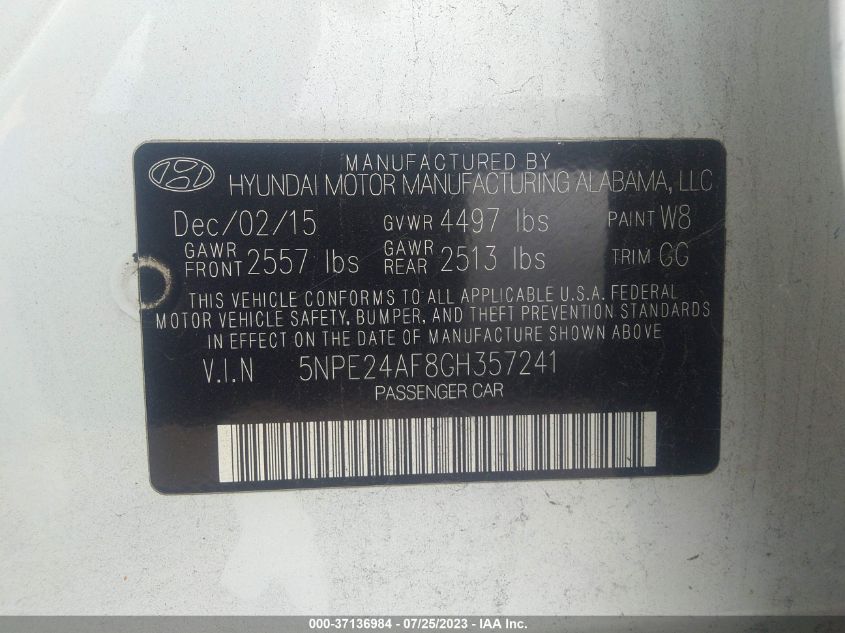 MANUFACTURED BY
HYUNDAI MOTOR MANUFACTURING ALABAMA, LLC
Dec/02/15 GVWR 4497 lbs PAINT W8
GAWR FRONT 2557 lbs GAWR REAR 2513 lbs TRIM GG
THIS VEHICLE CONFORMS TO ALL APPLICABLE U.S.A. FEDERAL
MOTOR VEHICLE SAFETY, BUMPER, AND THEFT PREVENTION STANDARDS
IN EFFECT ON THE DATE OF MANUFACTURE SHOWN ABOVE
V.I.N 5NPE24AF8GH357241
PASSENGER CAR
000-37136984 - 07/25/2023 - IAA Inc.